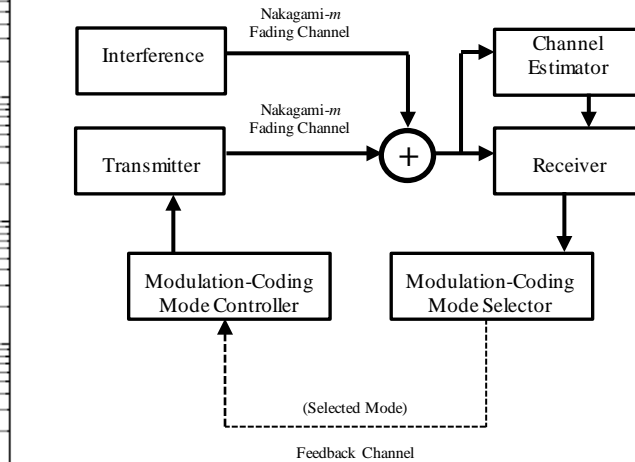 Nakagami-m
Fading Channel
Interference
Channel
Estimator
Nakagami-m
Fading Channel
Transmitter
+
Receiver
Modulation-Coding
Mode Controller
Modulation-Coding
Mode Selector
(Selected Mode)
Feedback Channel